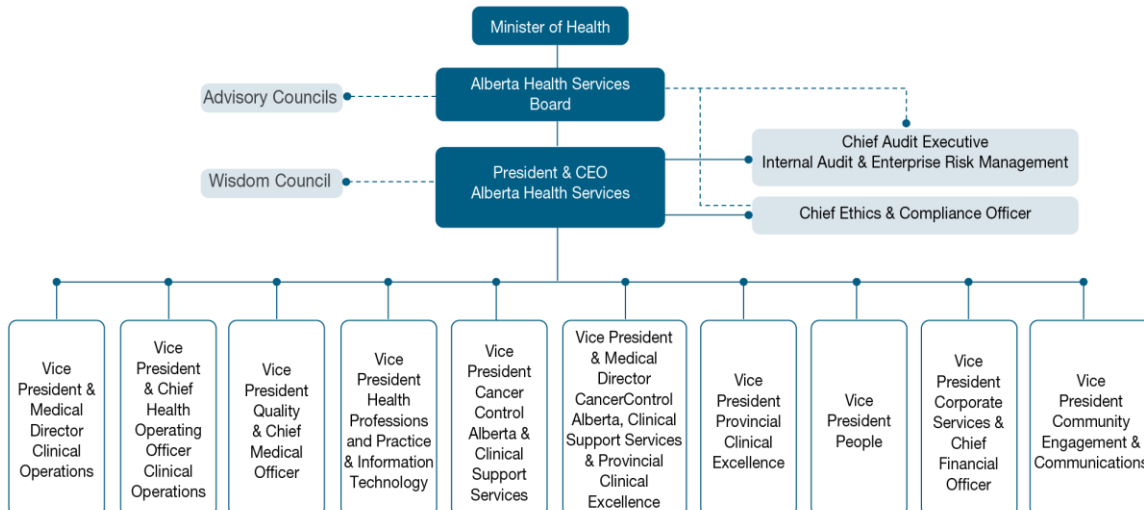 Minister of Health
Alberta Health Services
Board
Advisory Councils
Chief Audit Executive
Internal Audit & Enterprise Risk Management
President & CEO
Alberta Health Services
Wisdom Council
Chief Ethics & Compliance Officer
Vice
President &
Medical
Director
Clinical
Operations
Vice
President
& Chief
Health
Operating
Officer
Clinical
Operations
Vice
President
Quality
& Chief
Medical
Officer
Vice
President
Health
Professions
and Practice
& Information
Technology
Vice
President
Cancer
Control
Alberta &
Clinical
Support
Services
Vice President
& Medical
Director
CancerControl
Alberta, Clinical
Support Services
& Provincial
Clinical
Excellence
Vice
President
Provincial
Clinical
Excellence
Vice
President
People
Vice
President
Corporate
Services &
Chief
Financial
Officer
Vice
President
Community
Engagement &
Communications